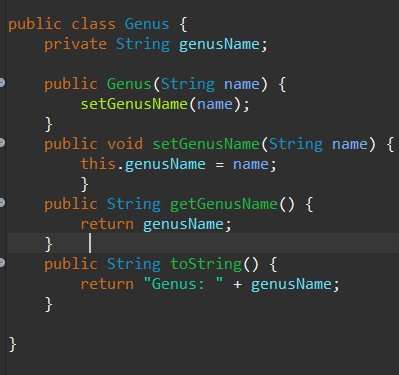 public class Genus {
    private String genusName;

    public Genus(String name) {
        setGenusName(name);
    }
    public void setGenusName(String name) {
        this.genusName = name;
        }
    public String getGenusName() {
        return genusName;
    }
    public String toString() {
        return "Genus: " + genusName;
    }

}